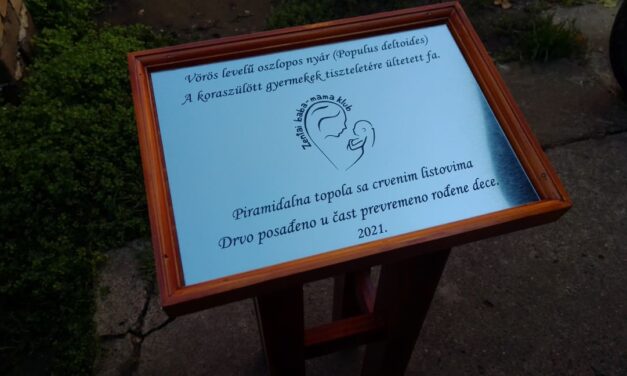 Vörös levelű oszlopos nyár (Populus deltoides)
A koraszülött gyermekek tiszteletére ültetett fa.
Zentai baba-mama klub
Piramidalna topola sa crvenim listovima
Drvo posađeno u čast prevremeno rođene dece.
2021.